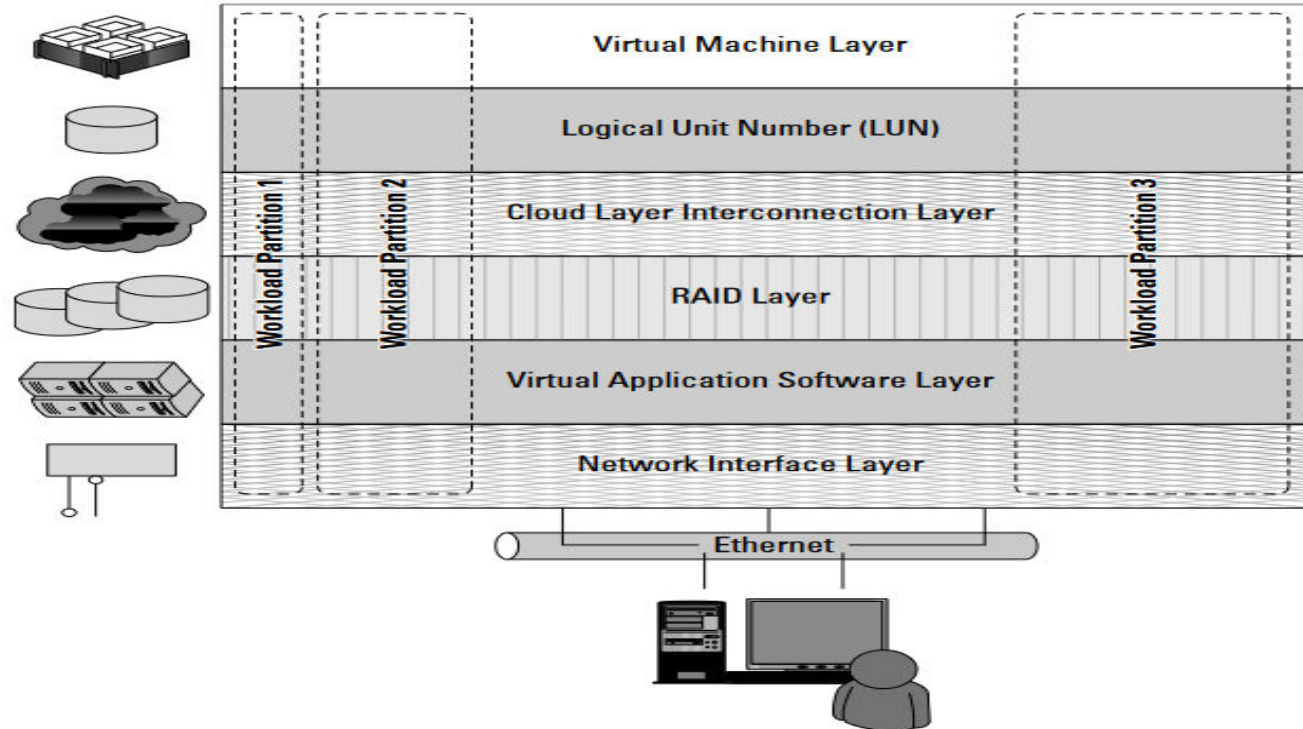 Virtual Machine Layer
Logical Unit Number (LUN)
Cloud Layer Interconnection Layer
RAID Layer
Virtual Application Software Layer
Network Interface Layer
Workload Partition 1
Workload Partition 2
Workload Partition 3
Ethernet